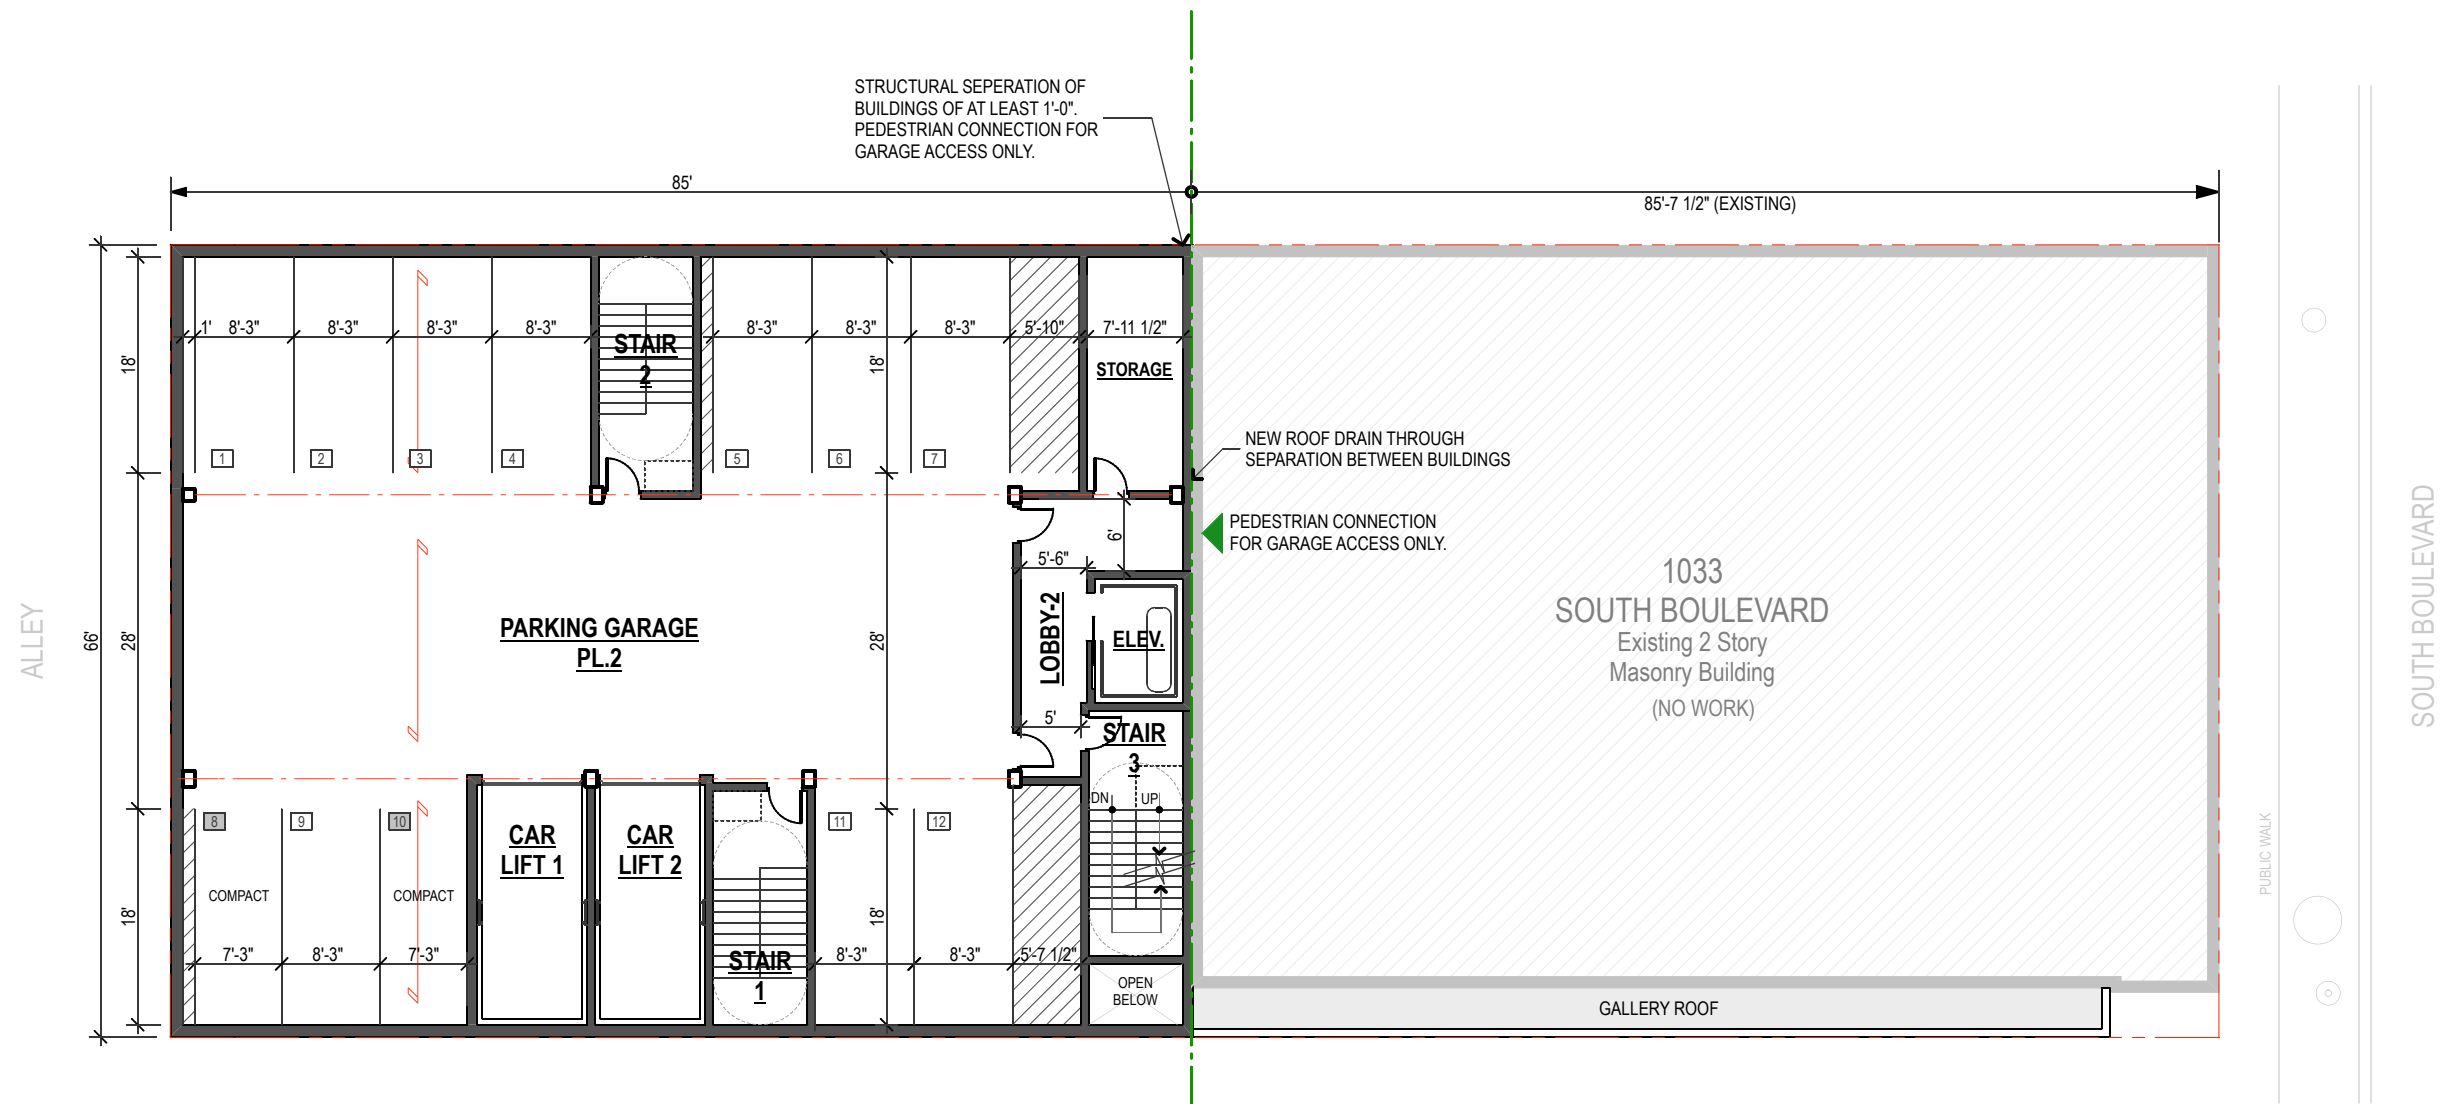 STRUCTURAL SEPERATION OF
BUILDINGS OF AT LEAST 1'-0".
PEDESTRIAN CONNECTION FOR
GARAGE ACCESS ONLY.
85'
85'-7 1/2" (EXISTING)
1' 8'-3" 8'-3" 8'-3" 8'-3" 8'-3" 8'-3" 8'-3" 5'-10" 7'-11 1/2"
18'
18'
STAIR
2
STORAGE
1 2 3 4 5 6 7
NEW ROOF DRAIN THROUGH
SEPARATION BETWEEN BUILDINGS
PEDESTRIAN CONNECTION
FOR GARAGE ACCESS ONLY.
6'
5'-6"
ALLEY
66'
28'
PARKING GARAGE
PL.2
28'
LOBBY-2
ELEV.
5'
STAIR
3
DN UP
1033
SOUTH BOULEVARD
Existing 2 Story
Masonry Building
(NO WORK)
SOUTH BOULEVARD
PUBLIC WALK
8 9 10 11 12
CAR
LIFT 1
CAR
LIFT 2
COMPACT COMPACT
18'
18'
7'-3" 8'-3" 7'-3" 8'-3" 8'-3" 5'-7 1/2"
STAIR
1
OPEN
BELOW
GALLERY ROOF